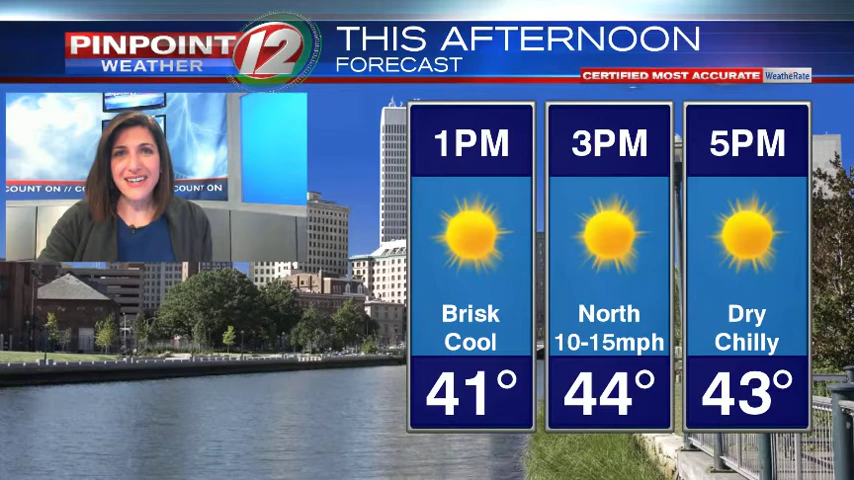 PINPOINT
WEATHER
12
THIS AFTERNOON
FORECAST
CERTIFIED MOST ACCURATE
WeatheRate
COUNT ON //
COUNT ON
1PM
Brisk
Cool
41°
3PM
North
10-15mph
44°
5PM
Dry
Chilly
43°